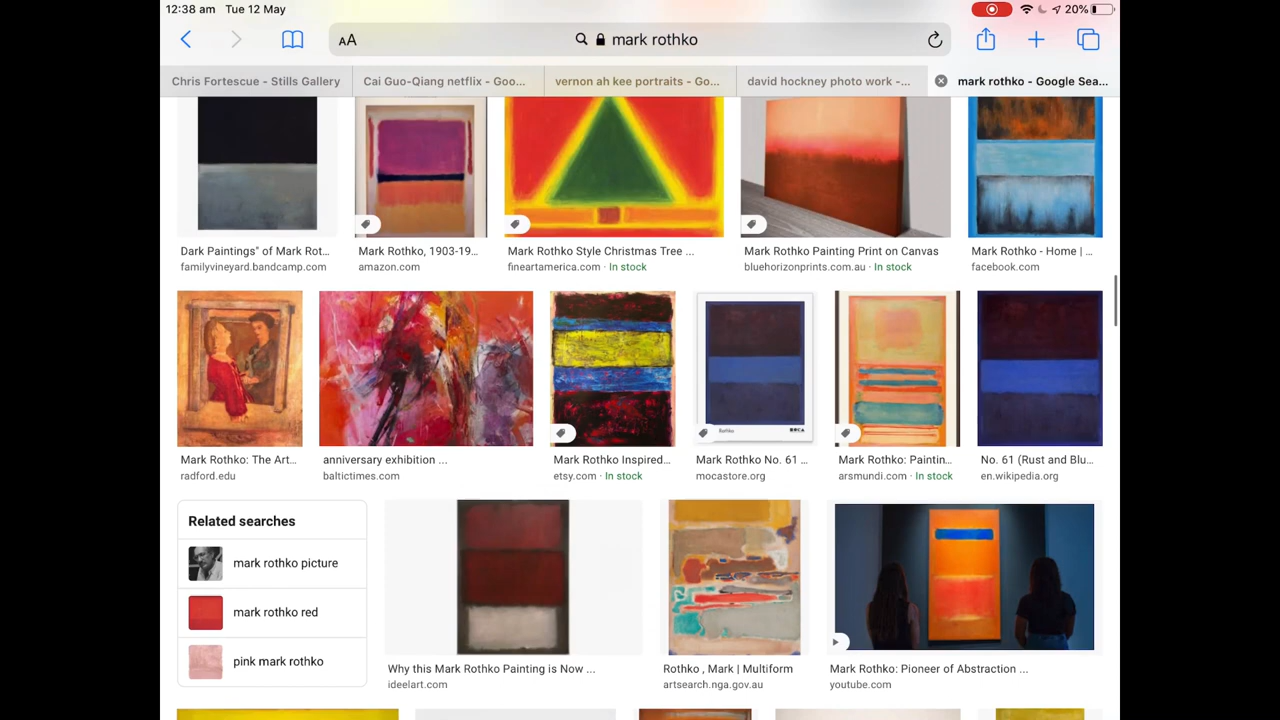 12:38 am Tue 12 May
20%
AA
mark rothko
Chris Fortescue - Stills Gallery
Cai Guo-Qiang netflix - Goo...
vernon ah kee portraits - Go...
david hockney photo work -...
mark rothko - Google Sea...
Dark Paintings" of Mark Rot...
familyvineyard.bandcamp.com
Mark Rothko, 1903-19...
amazon.com
Mark Rothko Style Christmas Tree ...
fineartamerica.com · In stock
Mark Rothko Painting Print on Canvas
bluehorizonprints.com.au · In stock
Mark Rothko - Home | ...
facebook.com
Rothko
Mark Rothko: The Art...
radford.edu
anniversary exhibition ...
baltictimes.com
Mark Rothko Inspired...
etsy.com · In stock
Mark Rothko No. 61 ...
mocastore.org
Mark Rothko: Paintin...
arsmundi.com · In stock
No. 61 (Rust and Blu...
en.wikipedia.org
Related searches
mark rothko picture
mark rothko red
pink mark rothko
Why this Mark Rothko Painting is Now ...
ideelart.com
Rothko , Mark | Multiform
artsearch.nga.gov.au
Mark Rothko: Pioneer of Abstraction ...
youtube.com